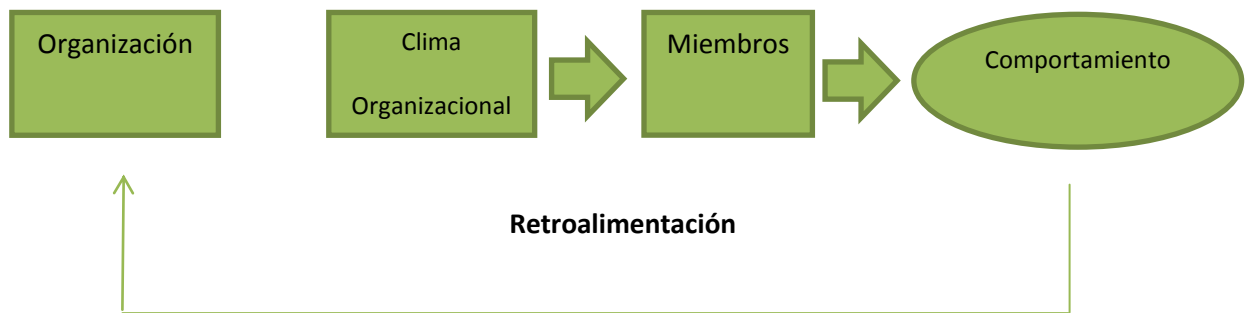 Organización
Clima
Organizacional
Miembros
Comportamiento
Retroalimentación